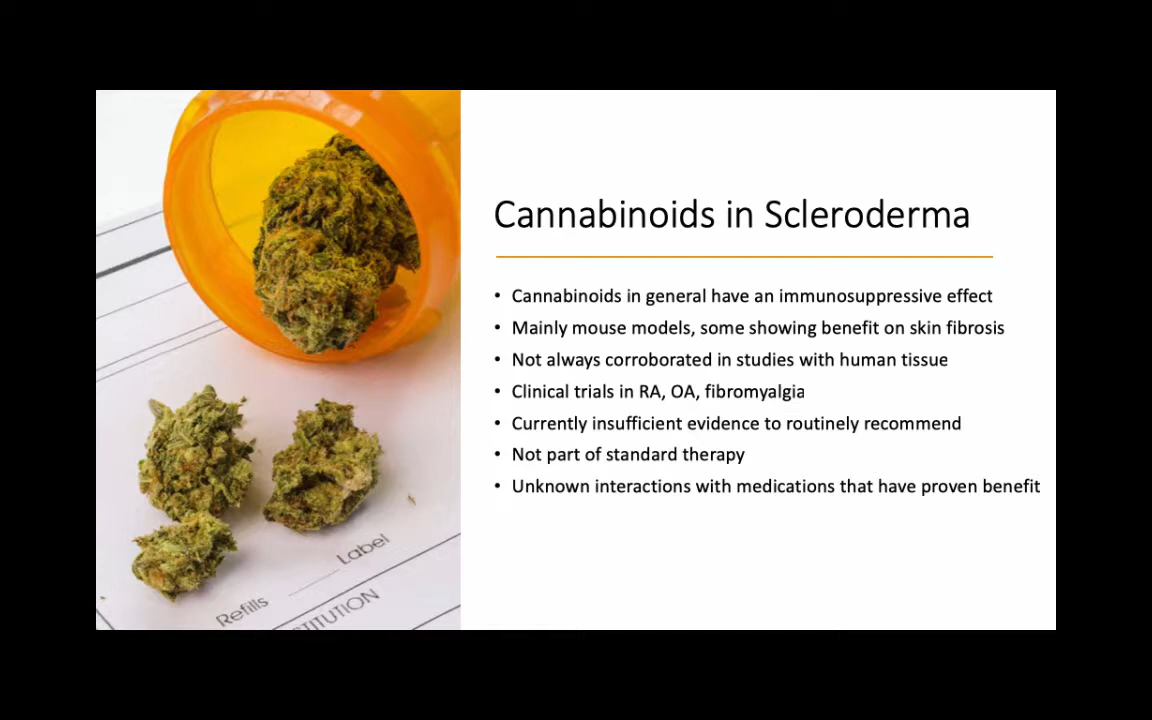 Cannabinoids in Scleroderma
• Cannabinoids in general have an immunosuppressive effect
• Mainly mouse models, some showing benefit on skin fibrosis
• Not always corroborated in studies with human tissue
• Clinical trials in RA, OA, fibromyalgia
• Currently insufficient evidence to routinely recommend
• Not part of standard therapy
• Unknown interactions with medications that have proven benefit
Label
Refills
STITUTION